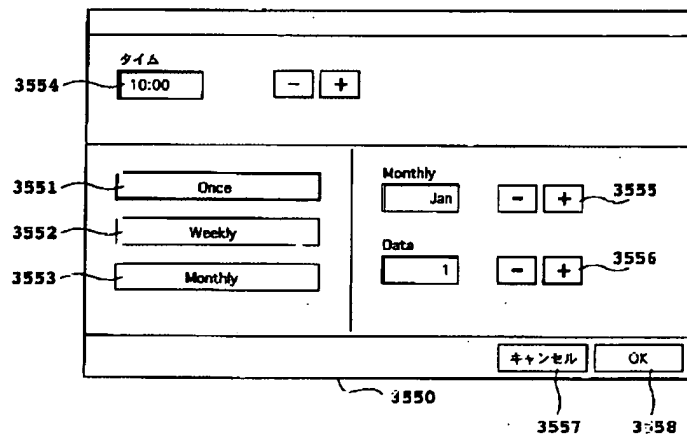 タイム
3554
10:00
- +
3551
Once
Monthly
Jan
- +
3555
3552
Weekly
Data
1
- +
3556
3553
Monthly
キャンセル
OK
3550
3557
3558